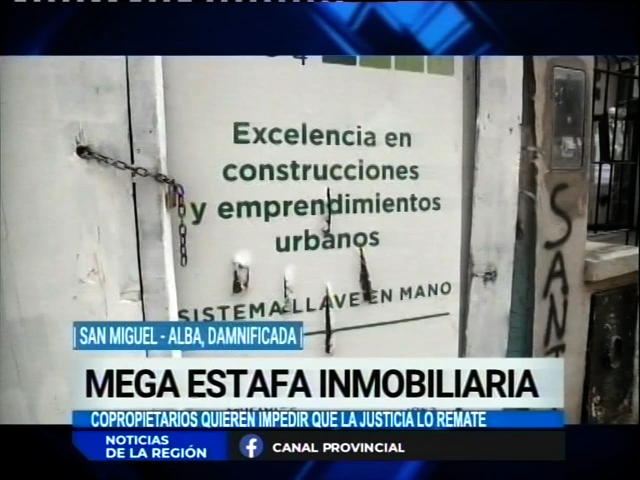 Excelencia en
construcciones
y emprendimientos
urbanos
SISTEMA LLAVE EN MANO
SANT
| SAN MIGUEL - ALBA, DAMNIFICADA |
MEGA ESTAFA INMOBILIARIA
COPROPIETARIOS QUIEREN IMPEDIR QUE LA JUSTICIA LO REMATE
NOTICIAS
DE LA REGIÓN
CANAL PROVINCIAL